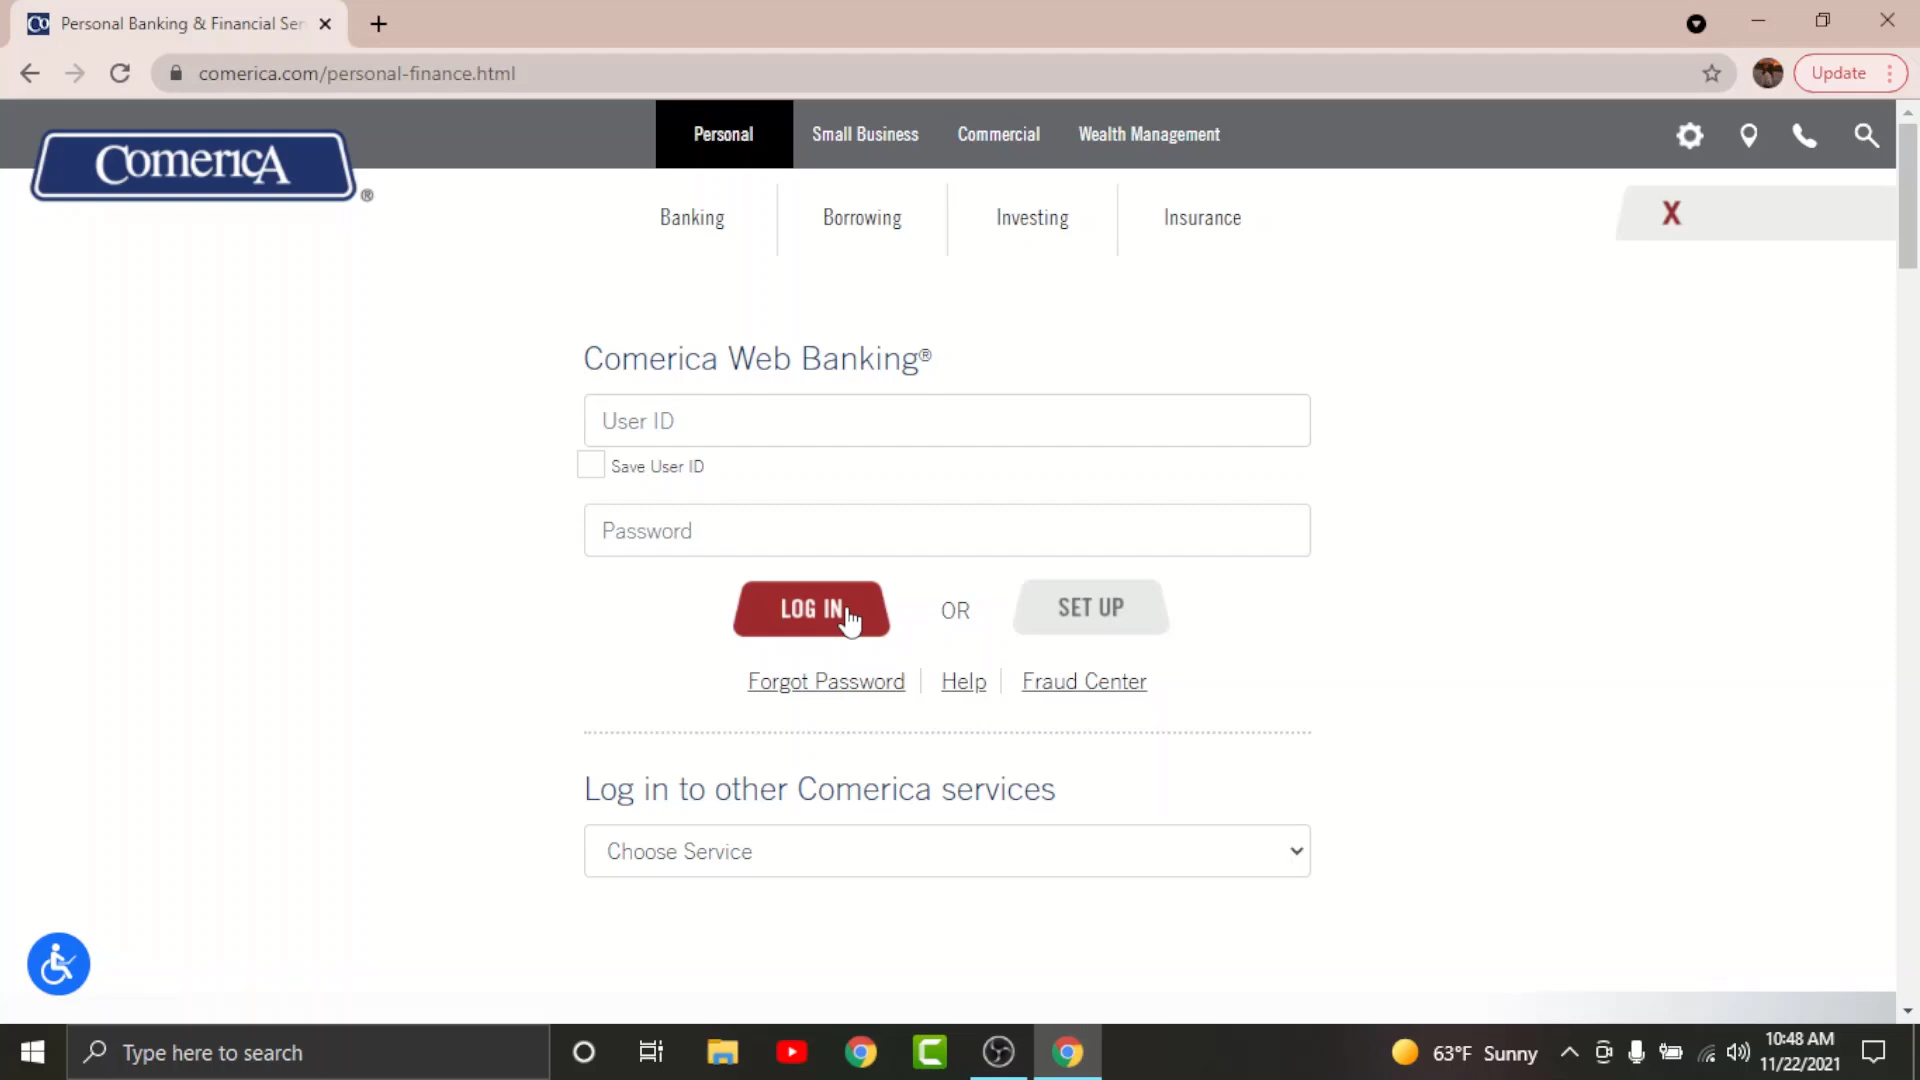 Personal Banking & Financial Ser
comerica.com/personal-finance.html
Update
ComericA®
Personal
Small Business
Commercial
Wealth Management
Banking
Borrowing
Investing
Insurance
X
Comerica Web Banking®
User ID
Save User ID
Password
LOG IN
OR
SET UP
Forgot Password
Help
Fraud Center
Log in to other Comerica services
Choose Service
Type here to search
63°F Sunny
10:48 AM
11/22/2021